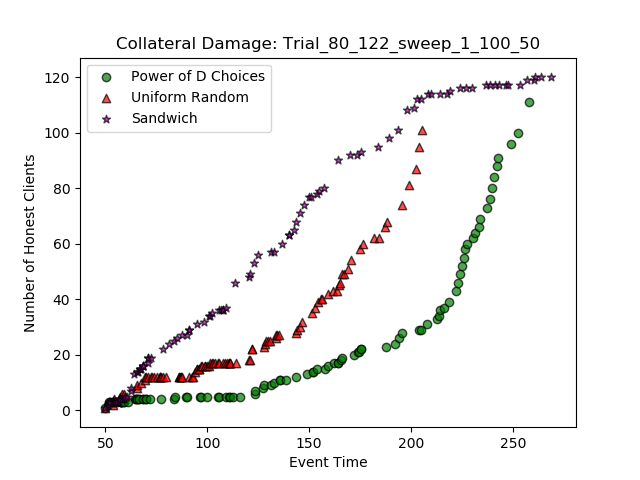 Collateral Damage: Trial_80_122_sweep_1_100_50
Power of D Choices
Uniform Random
Sandwich
Number of Honest Clients
120
100
80
60
40
20
0
50
100
150
200
250
Event Time